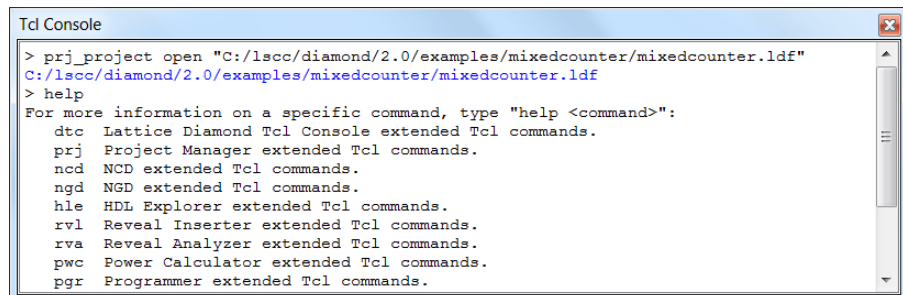 Tcl Console
> prj_project open "C:/lscc/diamond/2.0/examples/mixedcounter/mixedcounter.ldf"
C:/lscc/diamond/2.0/examples/mixedcounter/mixedcounter.ldf
> help
For more information on a specific command, type "help <command>":
dtc Lattice Diamond Tcl Console extended Tcl commands.
prj Project Manager extended Tcl commands.
ncd NCD extended Tcl commands.
ngd NGD extended Tcl commands.
hle HDL Explorer extended Tcl commands.
rvl Reveal Inserter extended Tcl commands.
rva Reveal Analyzer extended Tcl commands.
pwc Power Calculator extended Tcl commands.
pgr Programmer extended Tcl commands.